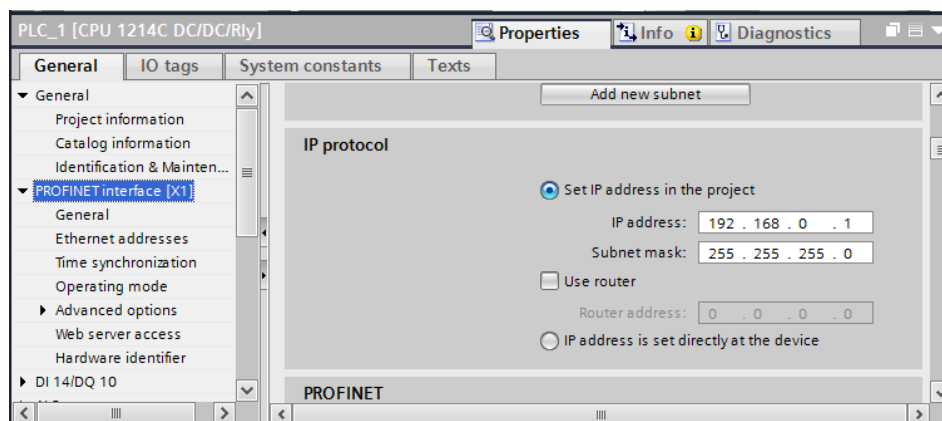 PLC_1 [CPU 1214C DC/DC/Rly]
Properties
Info
Diagnostics
General
IO tags
System constants
Texts
General
Project information
Catalog information
Identification & Mainten...
PROFINET interface [X1]
General
Ethernet addresses
Time synchronization
Operating mode
Advanced options
Web server access
Hardware identifier
DI 14/DQ 10
Add new subnet
IP protocol
Set IP address in the project
IP address: 192 . 168 . 0 . 1
Subnet mask: 255 . 255 . 255 . 0
Use router
Router address: 0 . 0 . 0 . 0
IP address is set directly at the device
PROFINET